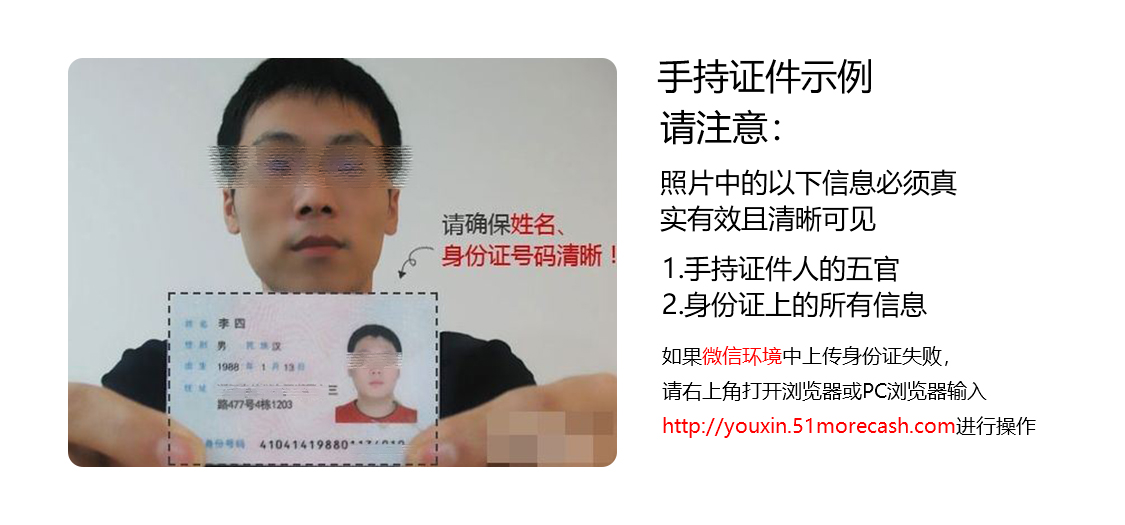 手持证件示例
请注意：
照片中的以下信息必须真
实有效且清晰可见
1.手持证件人的五官
2.身份证上的所有信息
如果微信环境中上传身份证失败，
请右上角打开浏览器或PC浏览器输入
http://youxin.51morecash.com进行操作
请确保姓名、
身份证号码清晰！
姓名 李四
性别 男 民族 汉
出生 1988 年 1 月 13 日
住址
三
路477号4栋1203
身份号码